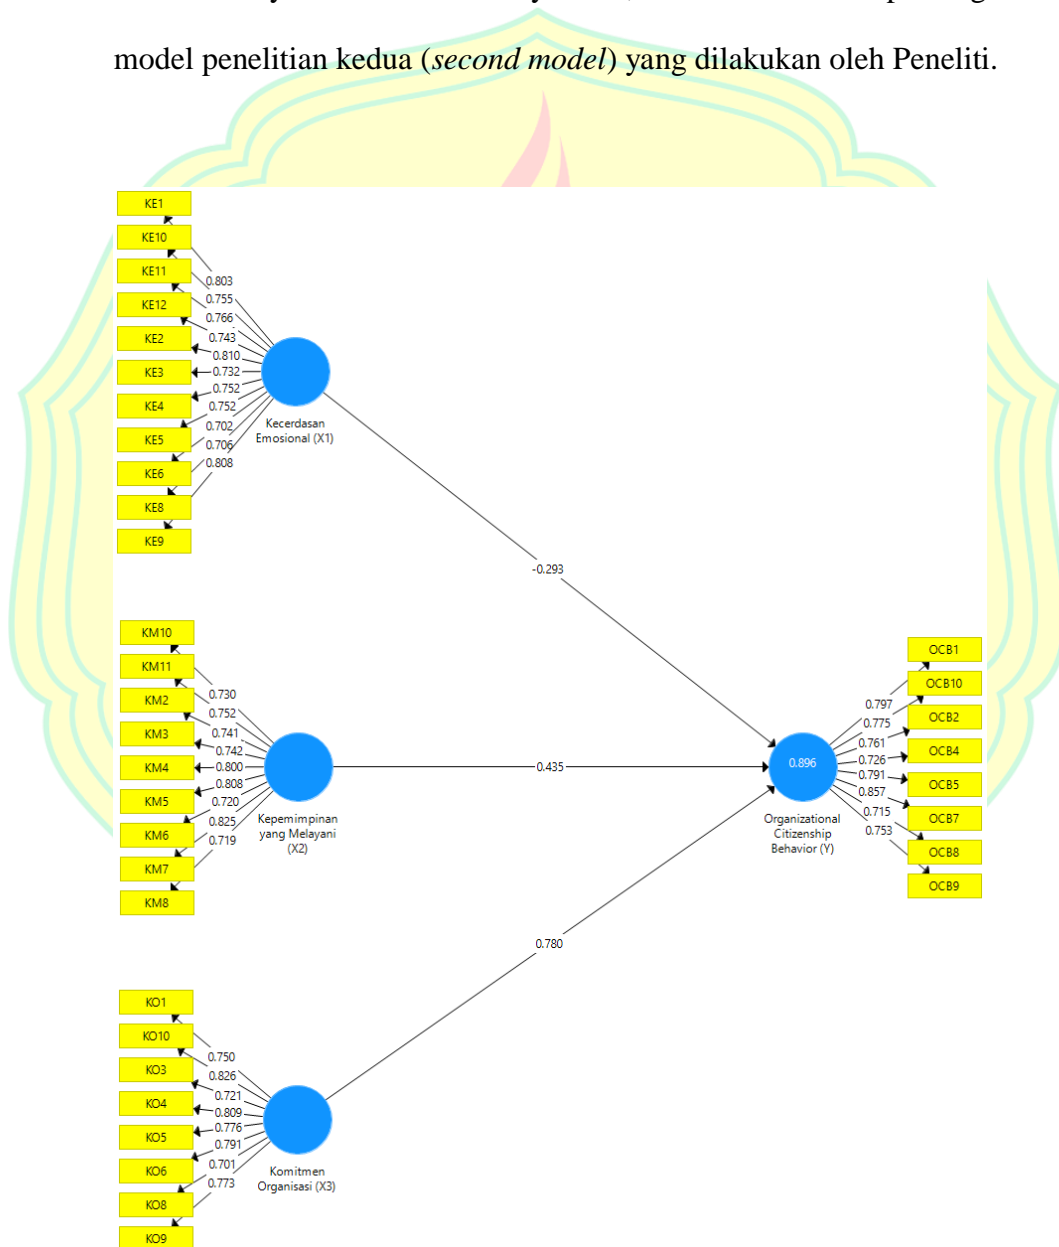 model penelitian kedua (second model) yang dilakukan oleh Peneliti.
KE1
KE10
KE11
KE12
KE2
KE3
KE4
KE5
KE6
KE8
KE9
0.803
0.755
0.766
0.743
0.810
0.732
0.752
0.752
0.702
0.706
0.808
Kecerdasan
Emosional (X1)
-0.293
KM10
KM11
KM2
KM3
KM4
KM5
KM6
KM7
KM8
0.730
0.752
0.741
0.742
0.800
0.808
0.720
0.825
0.719
Kepemimpinan
yang Melayani
(X2)
0.435
0.896
Organizational
Citizenship
Behavior (Y)
0.797
0.775
0.761
0.726
0.791
0.857
0.715
0.753
OCB1
OCB10
OCB2
OCB4
OCB5
OCB7
OCB8
OCB9
0.780
KO1
KO10
KO3
KO4
KO5
KO6
KO8
KO9
0.750
0.826
0.721
0.809
0.776
0.791
0.701
0.773
Komitmen
Organisasi (X3)